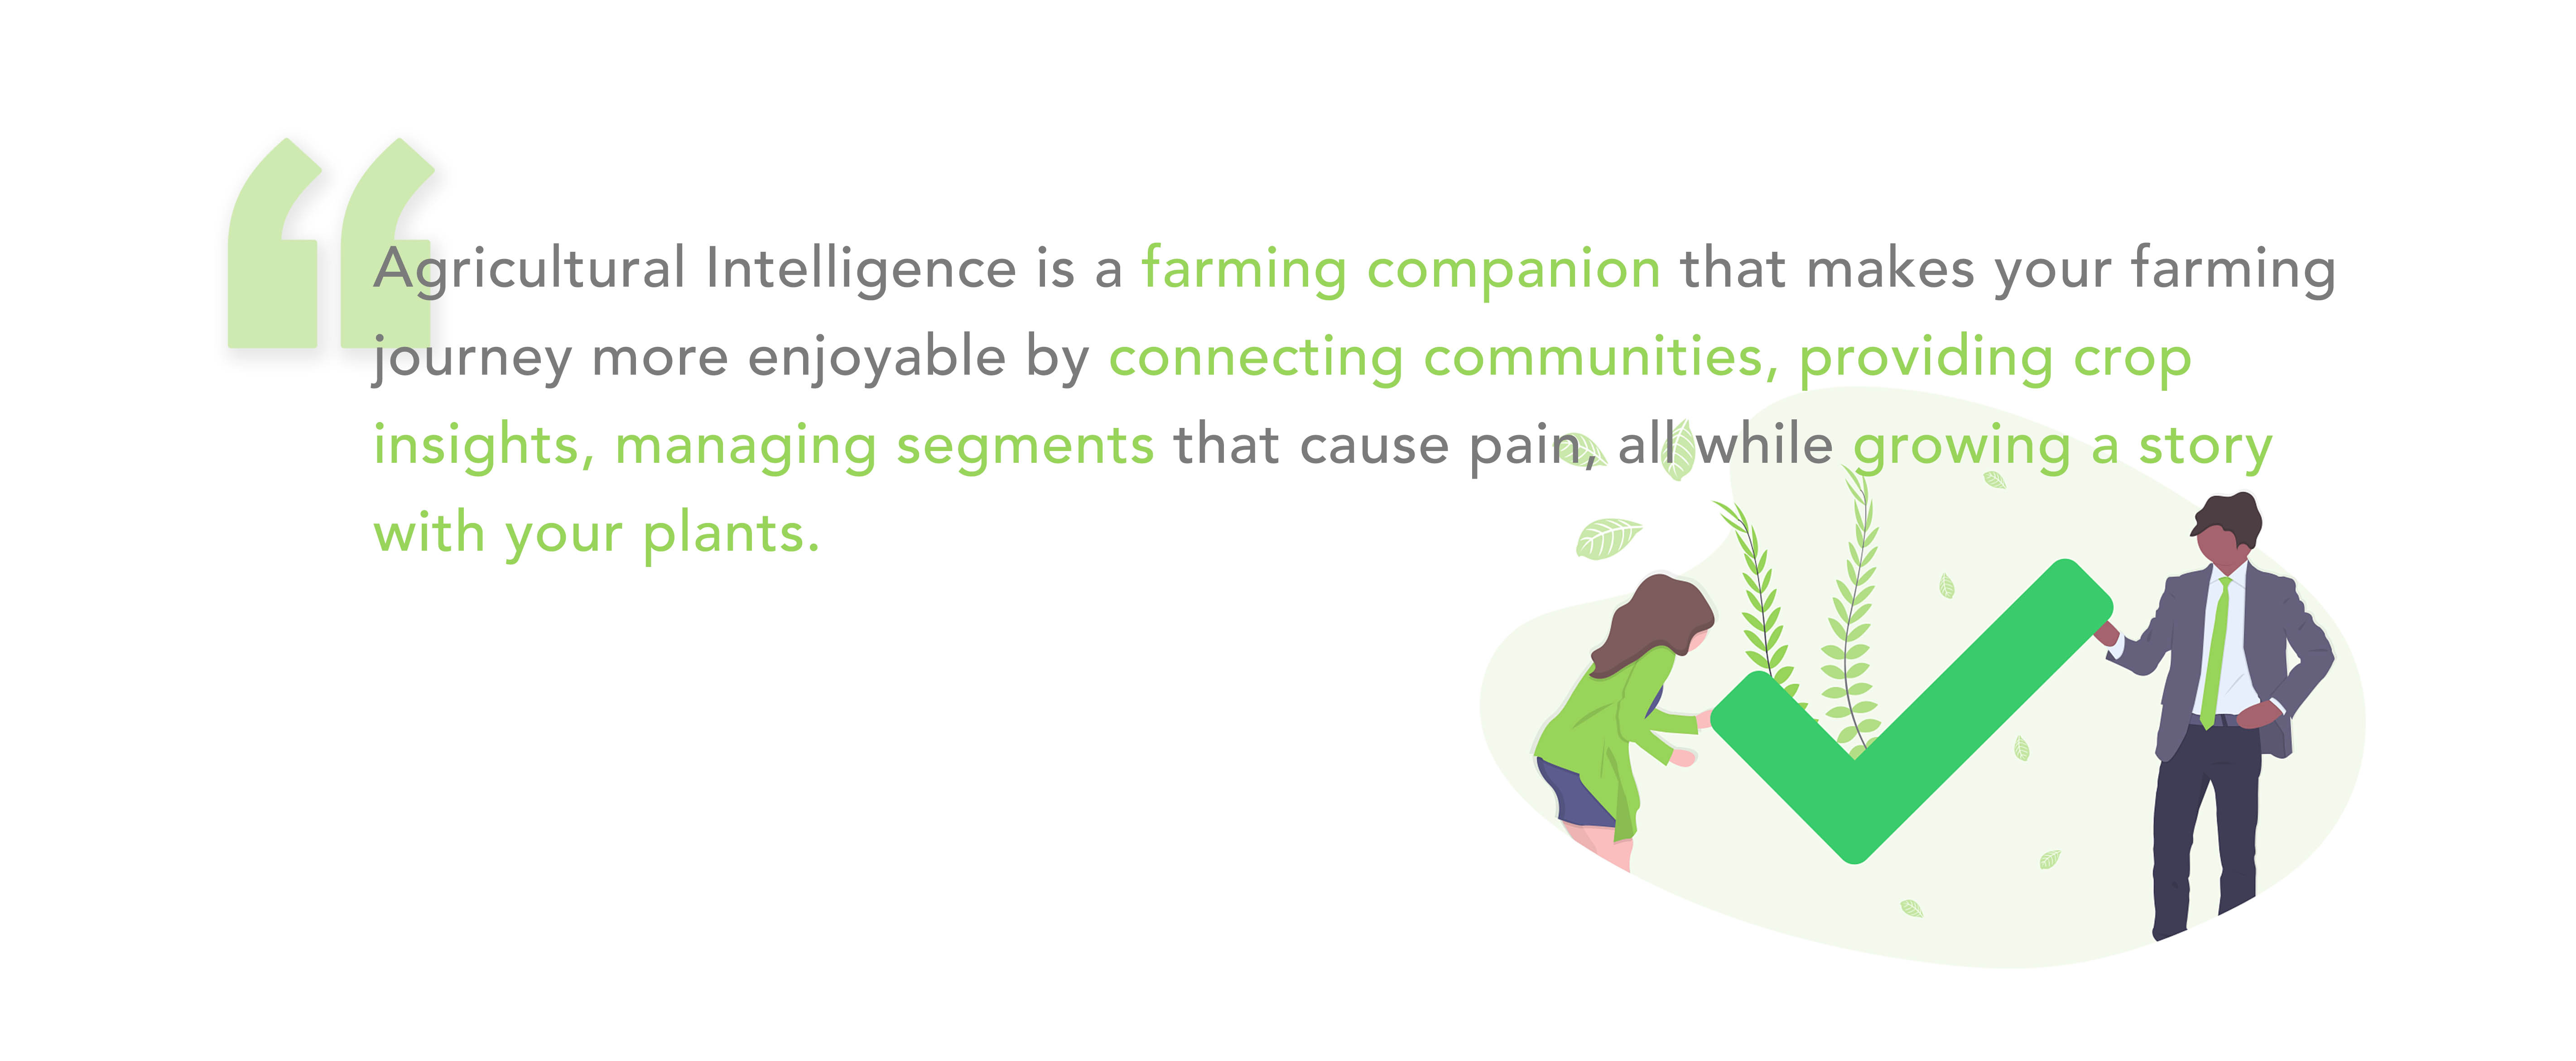 “
Agricultural Intelligence is a farming companion that makes your farming
journey more enjoyable by connecting communities, providing crop
insights, managing segments that cause pain, all while growing a story
with your plants.